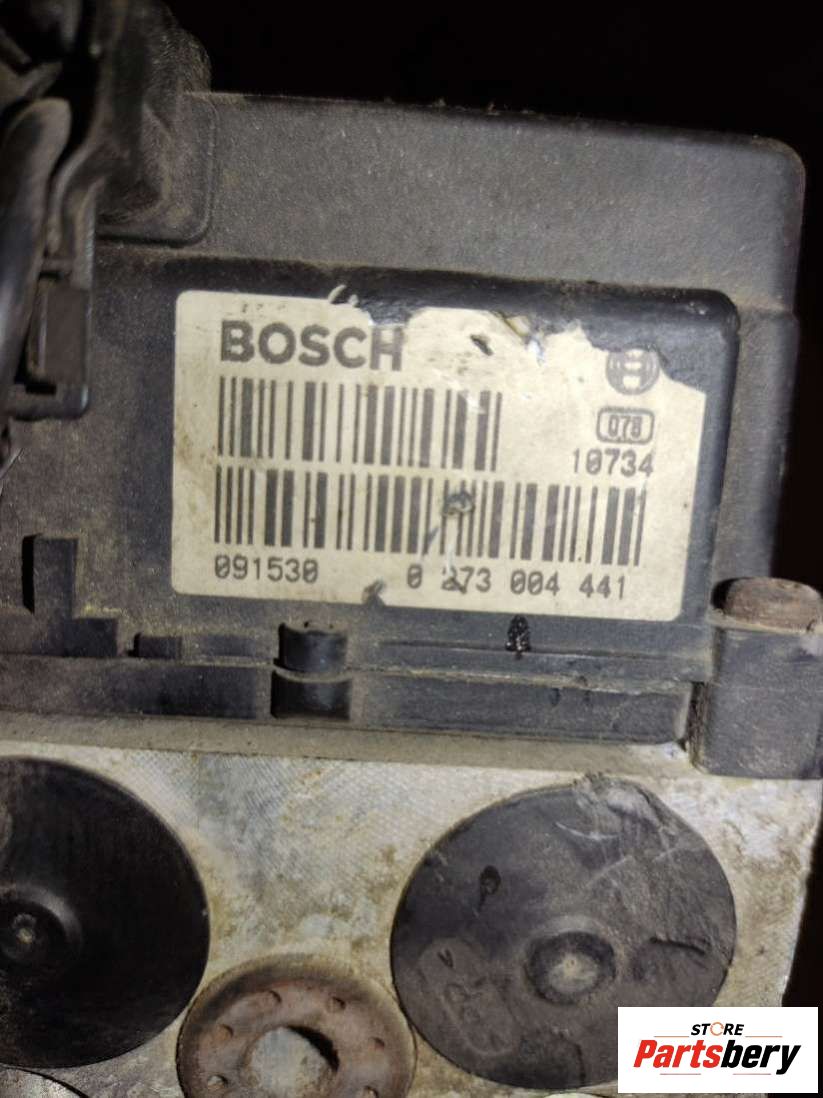 BOSCH
078
10734
091530 0 273 004 441
STORE
Partsbery